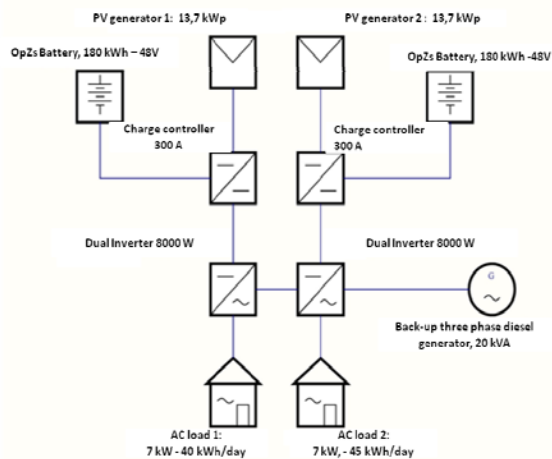 PV generator 1: 13,7 kWp
PV generator 2 : 13,7 kWp
OpZs Battery, 180 kWh – 48V
OpZs Battery, 180 kWh -48V
Charge controller
300 A
Charge controller
300 A
Dual Inverter 8000 W
Dual Inverter 8000 W
G
Back-up three phase diesel
generator, 20 kVA
AC load 1:
7 kW - 40 kWh/day
AC load 2:
7 kW, - 45 kWh/day